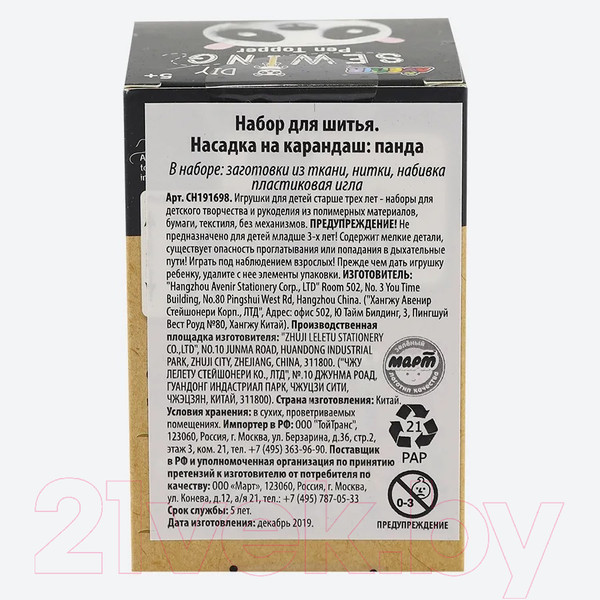 Pen Topper
SEWING
DIY
5+
Набор для шитья.
Насадка на карандаш: панда
В наборе: заготовки из ткани, нитки, набивка
пластиковая игла
Арт. CH191698. Игрушки для детей старше трех лет - наборы для
детского творчества и рукоделия из полимерных материалов,
бумаги, текстиля, без механизмов. ПРЕДУПРЕЖДЕНИЕ! Не
предназначено для детей младше 3-х лет! Содержит мелкие детали,
существует опасность проглатывания или попадания в дыхательные
пути! Играть под наблюдением взрослых! Прежде чем дать игрушку
ребенку, удалите с нее элементы упаковки. ИЗГОТОВИТЕЛЬ:
"Hangzhou Avenir Stationery Corp., LTD" Room 502, No. 3 You Time
Building, No.80 Pingshui West Rd, Hangzhou China. ("Хангжу Авенир
Стейшонери Корп., ЛТД", Адрес: офис 502, Ю Тайм Билдинг, 3, Пингшуй
Вест Роуд №80, Хангжу Китай). Производственная
площадка изготовителя: "ZHUJI LELETU STATIONERY
CO.,LTD", NO.10 JUNMA ROAD, HUANDONG INDUSTRIAL
PARK, ZHUJI CITY, ZHEJIANG, CHINA, 311800. ("ЧЖУ
ЛЕЛЕТУ СТЕЙШОНЕРИ КО., ЛТД", №.10 ДЖУНМА РОАД,
ГУАНДОНГ ИНДАСТРИАЛ ПАРК, ЧЖУЦЗИ СИТИ,
ЧЖЭЦЗЯН, КИТАЙ, 311800). Страна изготовления: Китай.
Условия хранения: в сухих, проветриваемых
помещениях. Импортер в РФ: ООО "ТойТранс",
123060, Россия, г. Москва, ул. Берзарина, д.36, стр.2,
этаж 3, ком. 21, тел. +7 (495) 363-96-90. Поставщик
в РФ и уполномоченная организация по принятию
претензий к изготовителю от потребителя по
качеству: ООО «Март», 123060, Россия, г. Москва,
ул. Конева, д.12, а/я 21, тел.: +7 (495) 787-05-33
Срок службы: 5 лет.
Дата изготовления: декабрь 2019.
зелёный
март
логотип качества
21
PAP
0-3
ПРЕДУПРЕЖДЕНИЕ
21vek.by